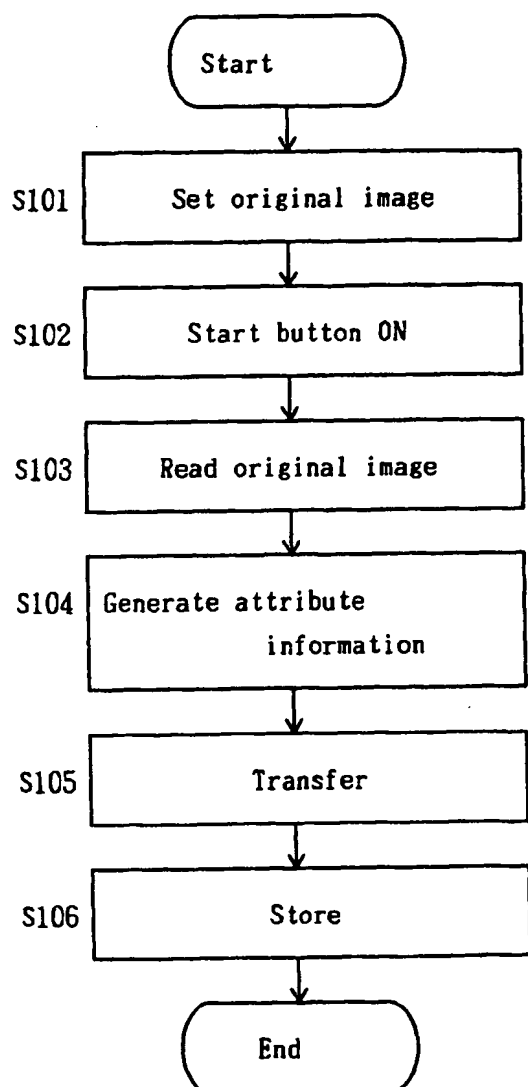 Start
S101 Set original image
S102 Start button ON
S103 Read original image
S104 Generate attribute
information
S105 Transfer
S106 Store
End